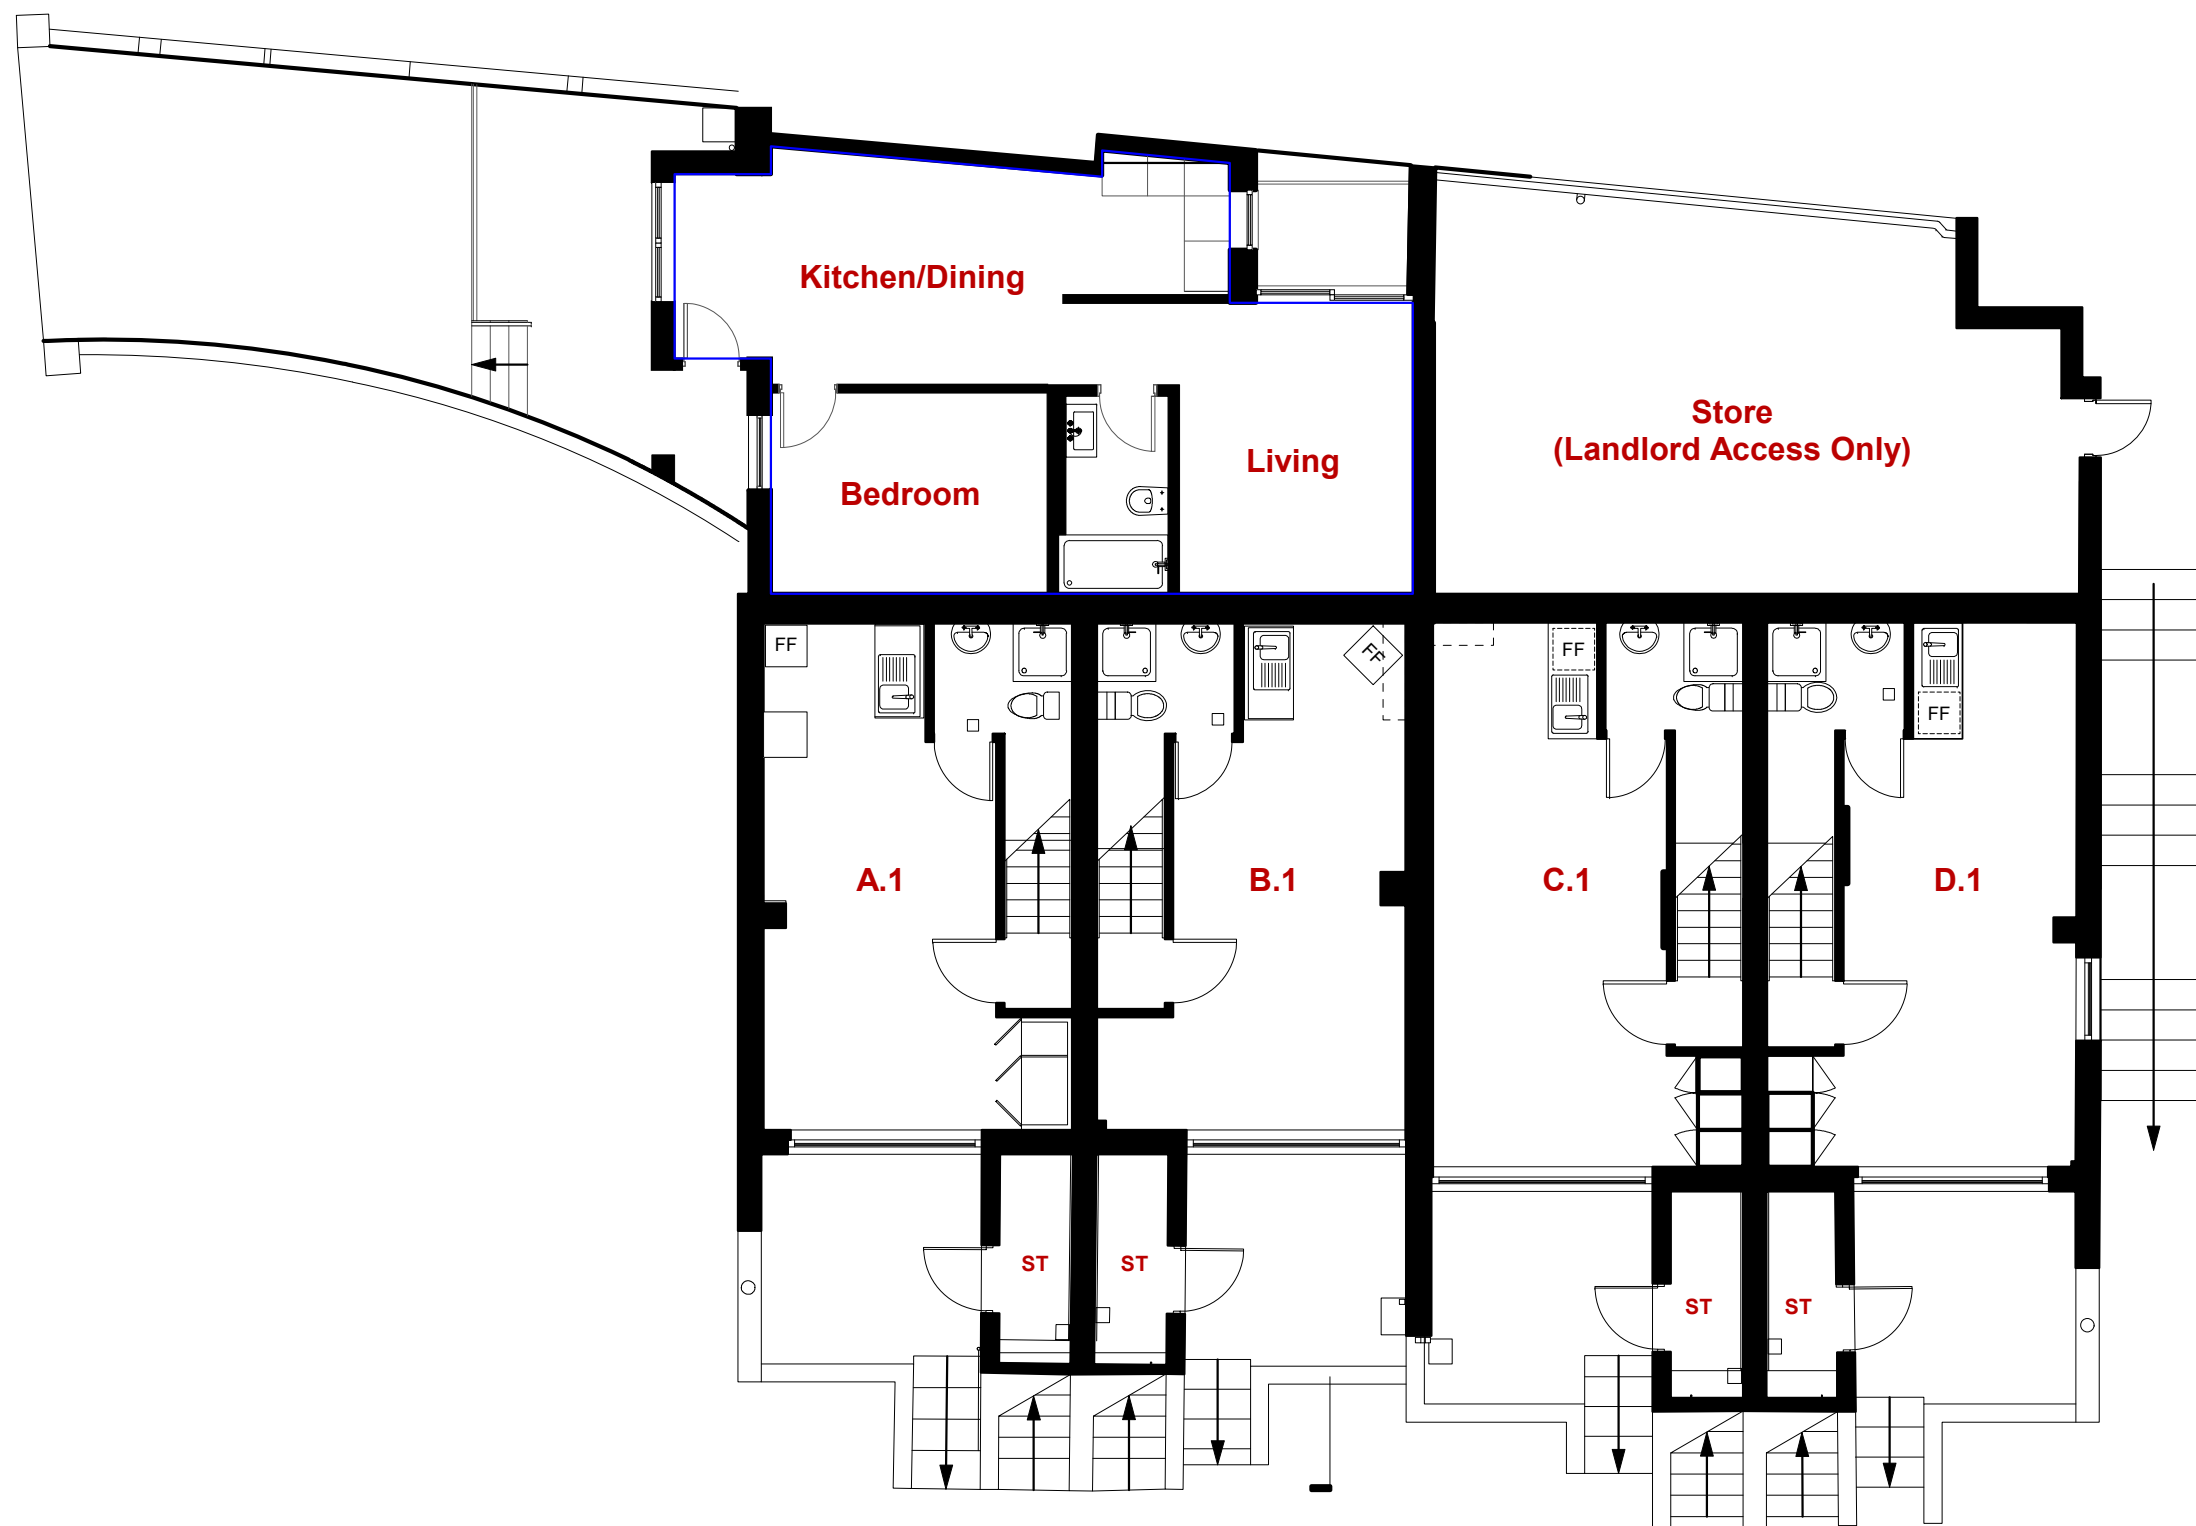 Kitchen/Dining
Store
(Landlord Access Only)
Living
Bedroom
FF
FF
FF
FF
A.1
B.1
C.1
D.1
ST
ST
ST
ST